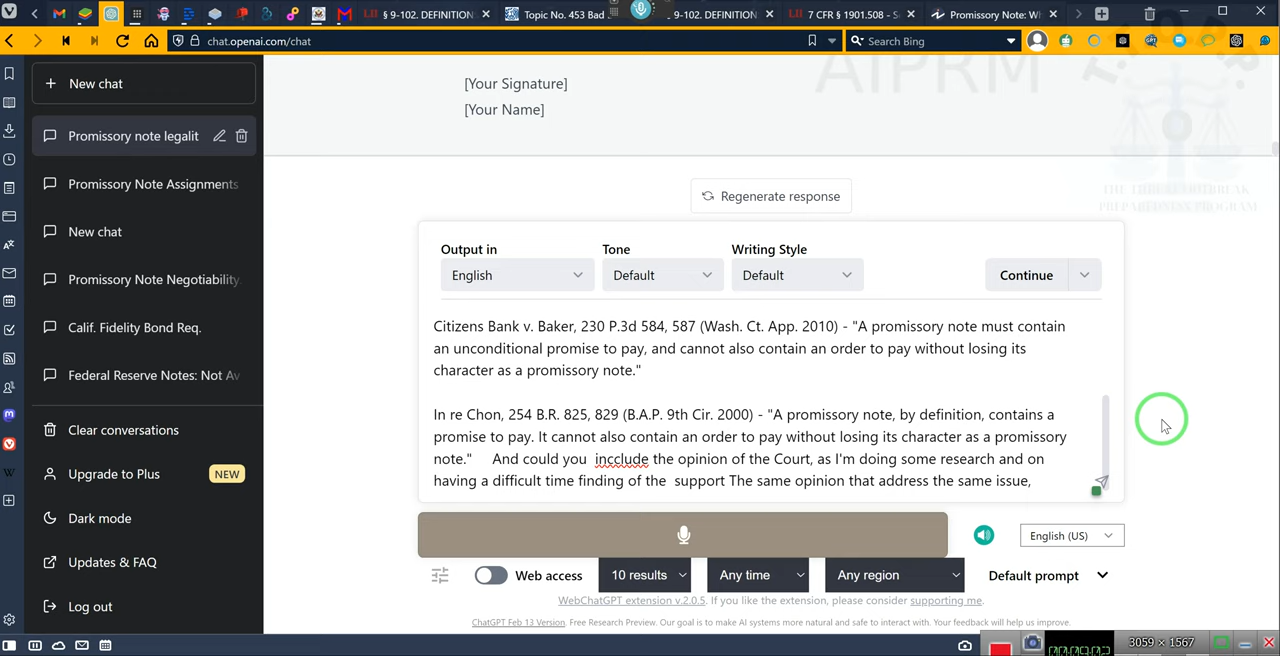 § 9-102. DEFINITION
Topic No. 453 Bad
9-102. DEFINITION
7 CFR § 1901.508 - S
Promissory Note: Wh
chat.openai.com/chat
Search Bing
AIPRM
New chat
[Your Signature]
[Your Name]
Promissory note legalit
Promissory Note Assignments
New chat
Promissory Note Negotiability
Calif. Fidelity Bond Req.
Federal Reserve Notes: Not Av
Clear conversations
Upgrade to Plus NEW
Dark mode
Updates & FAQ
Log out
Regenerate response
Output in Tone Writing Style
English Default Default Continue
Citizens Bank v. Baker, 230 P.3d 584, 587 (Wash. Ct. App. 2010) - "A promissory note must contain
an unconditional promise to pay, and cannot also contain an order to pay without losing its
character as a promissory note."
In re Chon, 254 B.R. 825, 829 (B.A.P. 9th Cir. 2000) - "A promissory note, by definition, contains a
promise to pay. It cannot also contain an order to pay without losing its character as a promissory
note." And could you incclude the opinion of the Court, as I'm doing some research and on
having a difficult time finding of the support The same opinion that address the same issue,
English (US)
Web access 10 results Any time Any region Default prompt
WebChatGPT extension v.2.0.5. If you like the extension, please consider supporting me.
ChatGPT Feb 13 Version. Free Research Preview. Our goal is to make AI systems more natural and safe to interact with. Your feedback will help us improve.
3059 × 1567